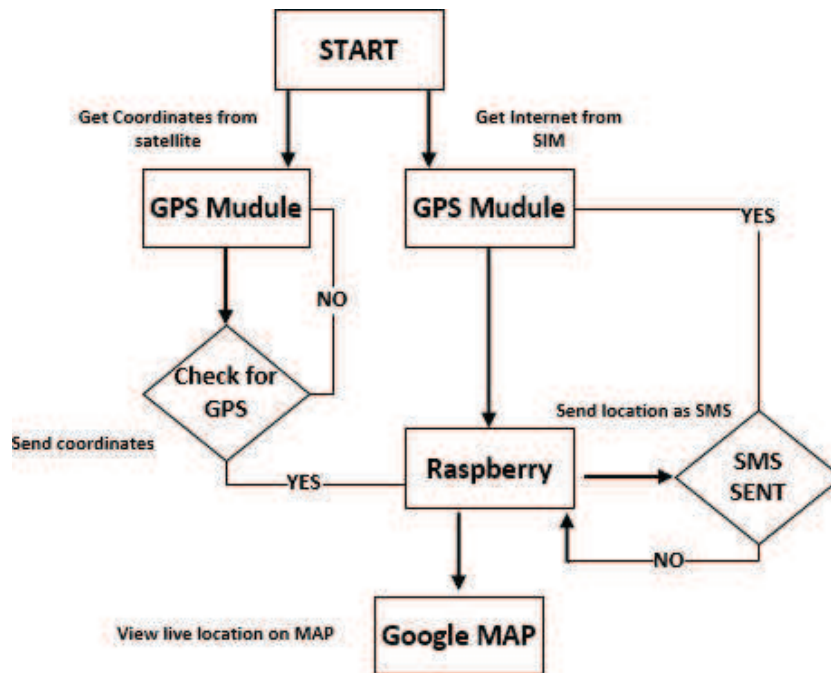 START
Get Coordinates from
satellite
Get Internet from
SIM
GPS Mudule
GPS Mudule
YES
NO
Check for
GPS
Send location as SMS
Send coordinates
Raspberry
SMS
SENT
YES
NO
View live location on MAP
Google MAP